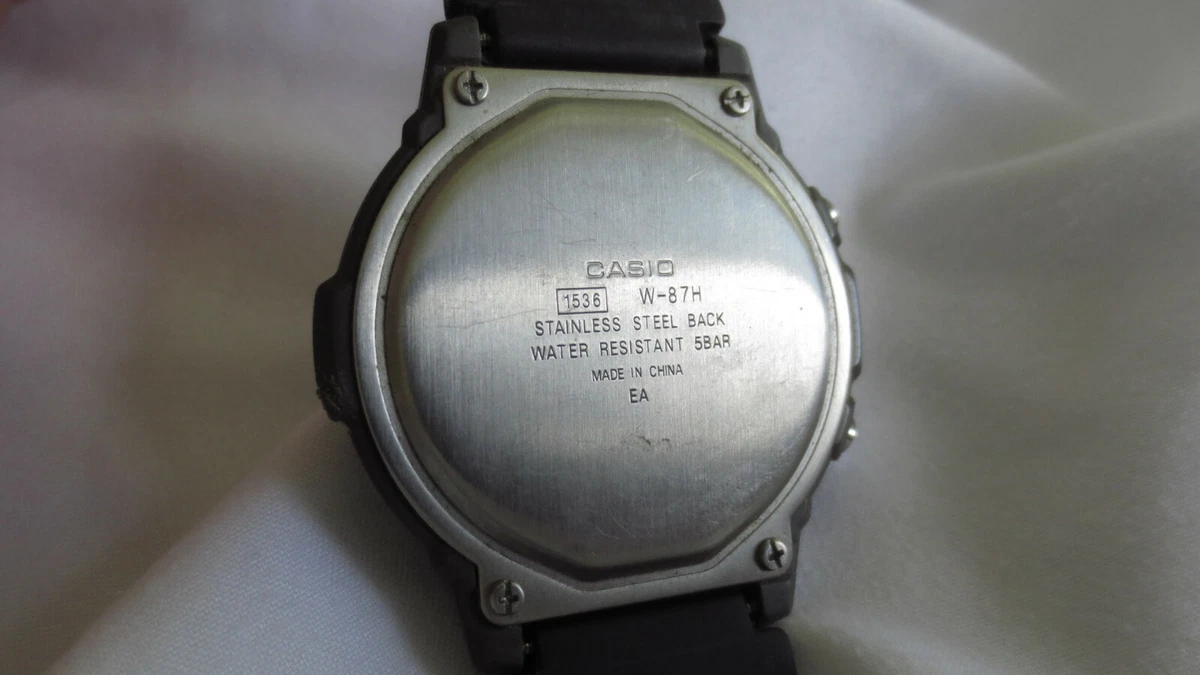 CASIO
1536 W-87H
STAINLESS STEEL BACK
WATER RESISTANT 5BAR
MADE IN CHINA
EA